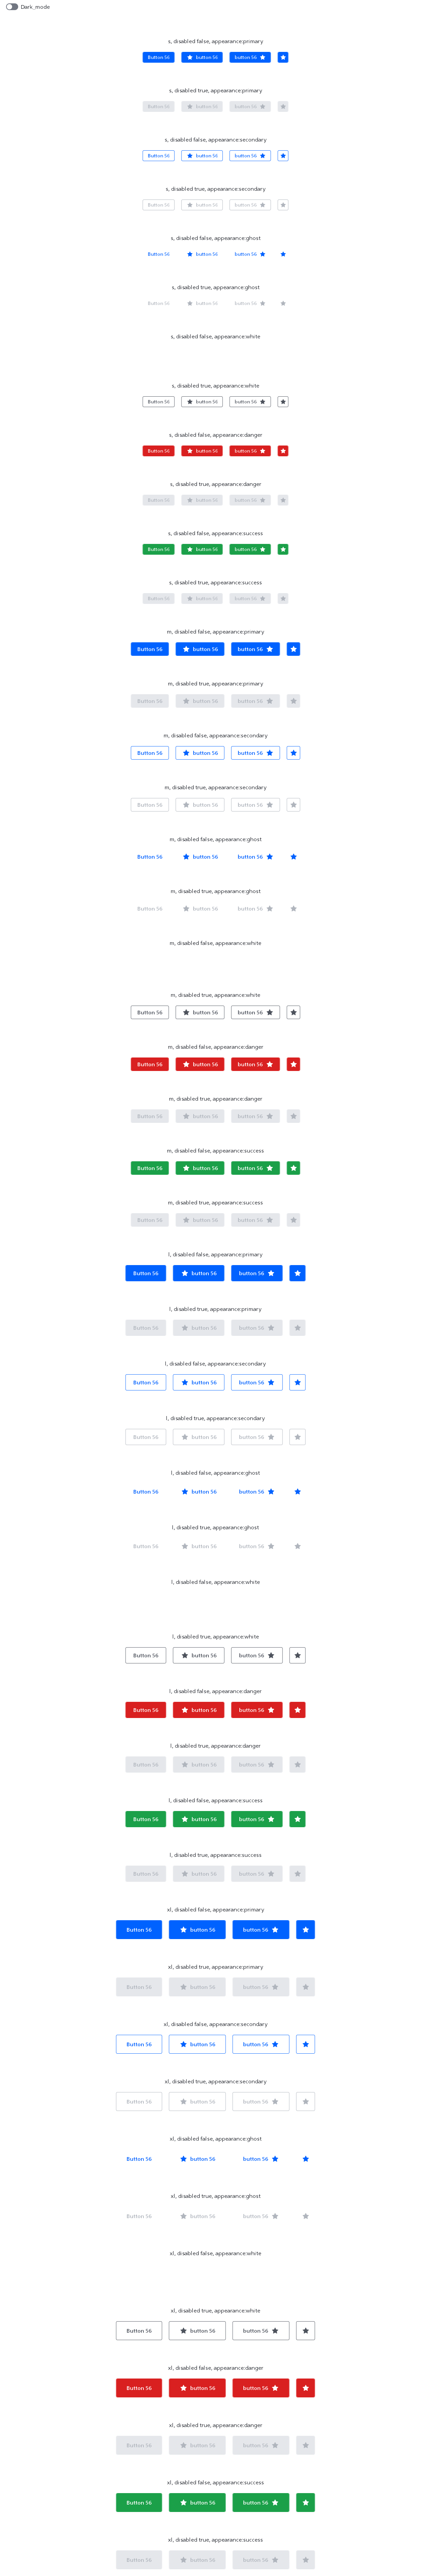 Dark_mode
s, disabled false, appearance:primary
Button 56 button 56 button 56
s, disabled true, appearance:primary
Button 56 button 56 button 56
s, disabled false, appearance:secondary
Button 56 button 56 button 56
s, disabled true, appearance:secondary
Button 56 button 56 button 56
s, disabled false, appearance:ghost
Button 56 button 56 button 56
s, disabled true, appearance:ghost
Button 56 button 56 button 56
s, disabled false, appearance:white
s, disabled true, appearance:white
Button 56 button 56 button 56
s, disabled false, appearance:danger
Button 56 button 56 button 56
s, disabled true, appearance:danger
Button 56 button 56 button 56
s, disabled false, appearance:success
Button 56 button 56 button 56
s, disabled true, appearance:success
Button 56 button 56 button 56
m, disabled false, appearance:primary
Button 56 button 56 button 56
m, disabled true, appearance:primary
Button 56 button 56 button 56
m, disabled false, appearance:secondary
Button 56 button 56 button 56
m, disabled true, appearance:secondary
Button 56 button 56 button 56
m, disabled false, appearance:ghost
Button 56 button 56 button 56
m, disabled true, appearance:ghost
Button 56 button 56 button 56
m, disabled false, appearance:white
m, disabled true, appearance:white
Button 56 button 56 button 56
m, disabled false, appearance:danger
Button 56 button 56 button 56
m, disabled true, appearance:danger
Button 56 button 56 button 56
m, disabled false, appearance:success
Button 56 button 56 button 56
m, disabled true, appearance:success
Button 56 button 56 button 56
l, disabled false, appearance:primary
Button 56 button 56 button 56
l, disabled true, appearance:primary
Button 56 button 56 button 56
l, disabled false, appearance:secondary
Button 56 button 56 button 56
l, disabled true, appearance:secondary
Button 56 button 56 button 56
l, disabled false, appearance:ghost
Button 56 button 56 button 56
l, disabled true, appearance:ghost
Button 56 button 56 button 56
l, disabled false, appearance:white
l, disabled true, appearance:white
Button 56 button 56 button 56
l, disabled false, appearance:danger
Button 56 button 56 button 56
l, disabled true, appearance:danger
Button 56 button 56 button 56
l, disabled false, appearance:success
Button 56 button 56 button 56
l, disabled true, appearance:success
Button 56 button 56 button 56
xl, disabled false, appearance:primary
Button 56 button 56 button 56
xl, disabled true, appearance:primary
Button 56 button 56 button 56
xl, disabled false, appearance:secondary
Button 56 button 56 button 56
xl, disabled true, appearance:secondary
Button 56 button 56 button 56
xl, disabled false, appearance:ghost
Button 56 button 56 button 56
xl, disabled true, appearance:ghost
Button 56 button 56 button 56
xl, disabled false, appearance:white
xl, disabled true, appearance:white
Button 56 button 56 button 56
xl, disabled false, appearance:danger
Button 56 button 56 button 56
xl, disabled true, appearance:danger
Button 56 button 56 button 56
xl, disabled false, appearance:success
Button 56 button 56 button 56
xl, disabled true, appearance:success
Button 56 button 56 button 56